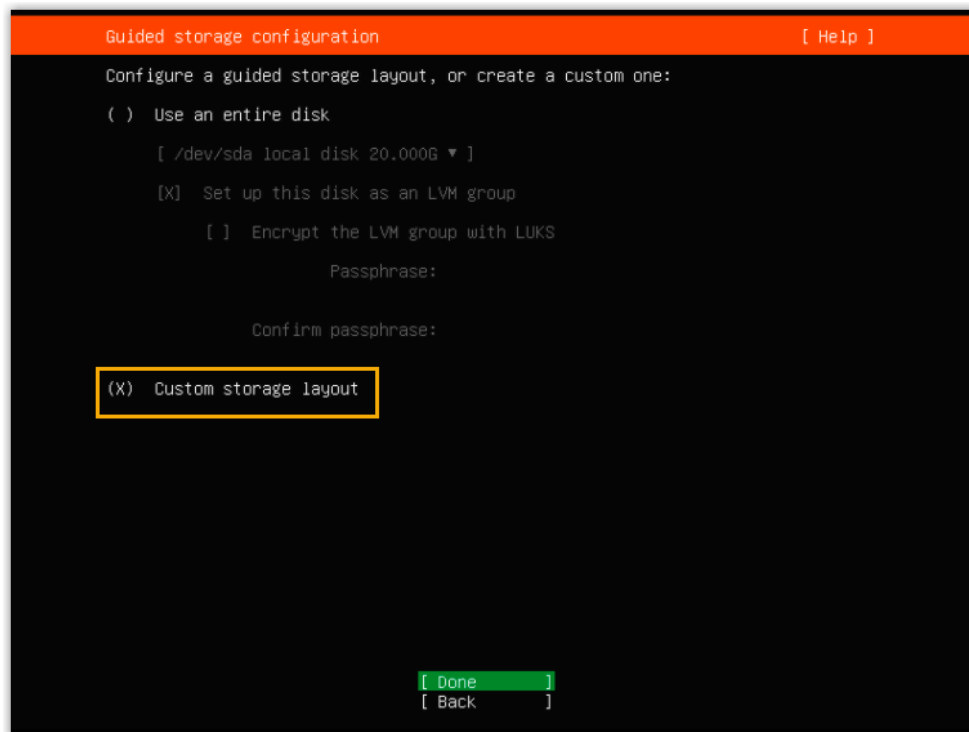 Guided storage configuration [ Help ]
Configure a guided storage layout, or create a custom one:
( ) Use an entire disk
[ /dev/sda local disk 20.000G ▾ ]
[X] Set up this disk as an LVM group
[ ] Encrypt the LVM group with LUKS
Passphrase:
Confirm passphrase:
(X) Custom storage layout
[ Done ]
[ Back ]